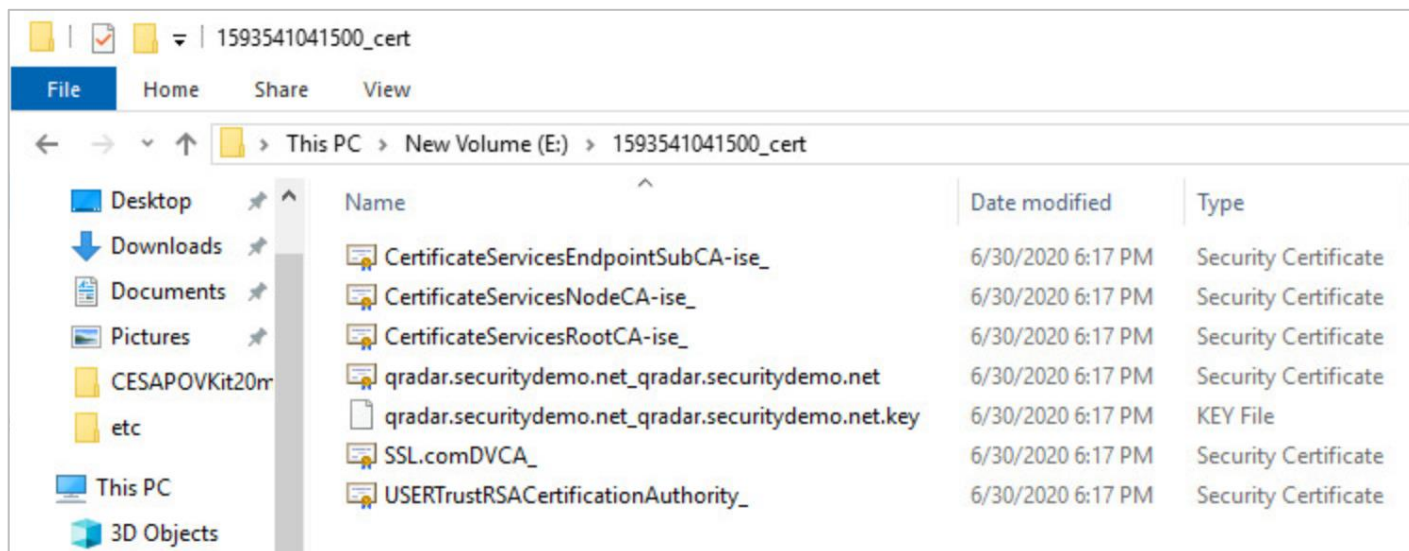 1593541041500_cert
File Home Share View
This PC > New Volume (E:) > 1593541041500_cert
Desktop
Downloads
Documents
Pictures
CESAPOVKit20m
etc
This PC
3D Objects
Name Date modified Type
CertificateServicesEndpointSubCA-ise_ 6/30/2020 6:17 PM Security Certificate
CertificateServicesNodeCA-ise_ 6/30/2020 6:17 PM Security Certificate
CertificateServicesRootCA-ise_ 6/30/2020 6:17 PM Security Certificate
qradar.securitydemo.net_qradar.securitydemo.net 6/30/2020 6:17 PM Security Certificate
qradar.securitydemo.net_qradar.securitydemo.net.key 6/30/2020 6:17 PM KEY File
SSL.comDVCA_ 6/30/2020 6:17 PM Security Certificate
USERTrustRSACertificationAuthority_ 6/30/2020 6:17 PM Security Certificate